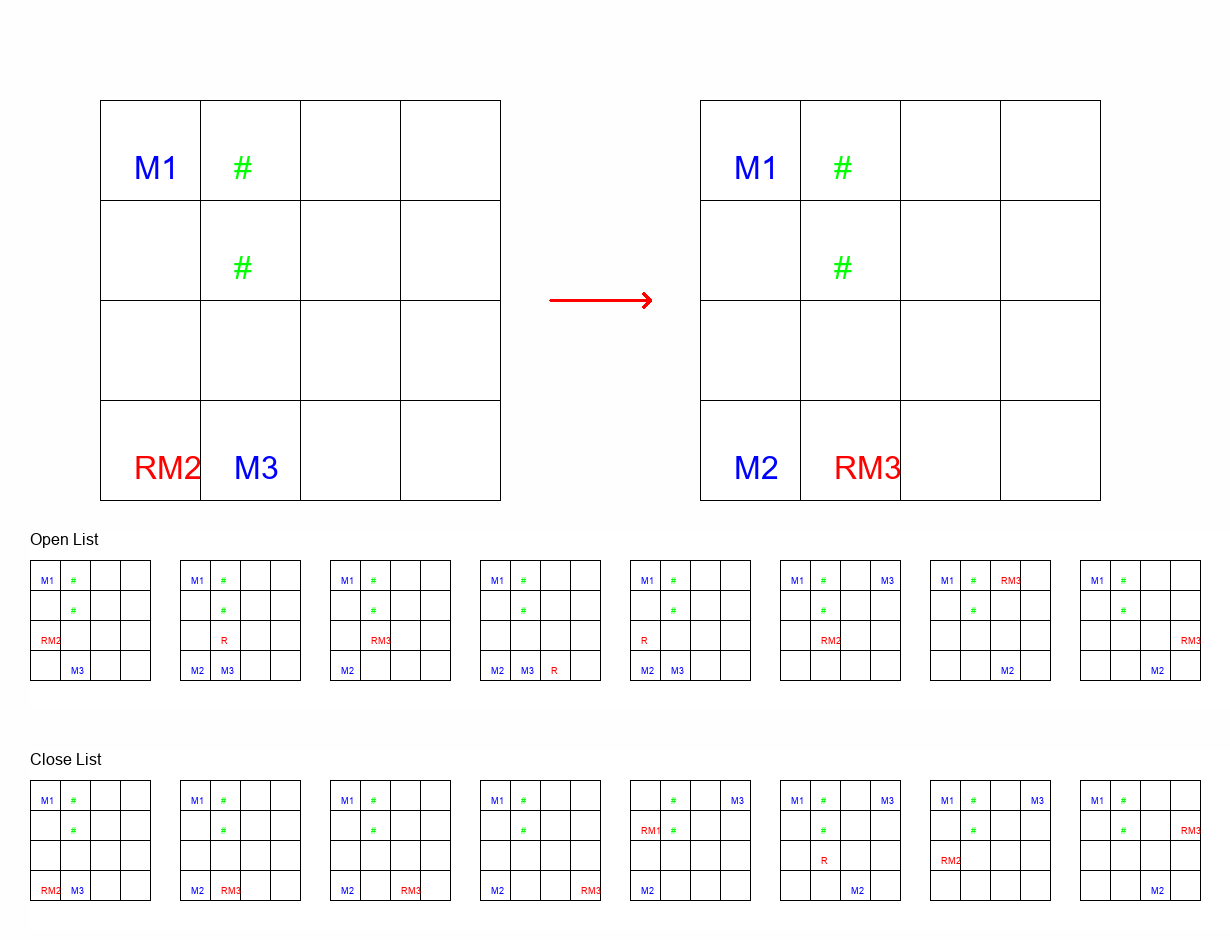 M1 # M1 #
# #
RM2 M3 M2 RM3
Open List
M1 # M1 # M1 # M1 # M1 # M1 # M3 M1 # RM3 M1 #
# # # # # # # #
RM2 R RM3 R RM2 RM3
M3 M2 M3 M2 M2 M3 R M2 M3 M2 M2
Close List
M1 # M1 # M1 # M1 # # M3 M1 # M3 M1 # M3 M1 #
# # # # RM1 # # # # RM3
R RM2
RM2 M3 M2 RM3 M2 RM3 M2 RM3 M2 M2 M2